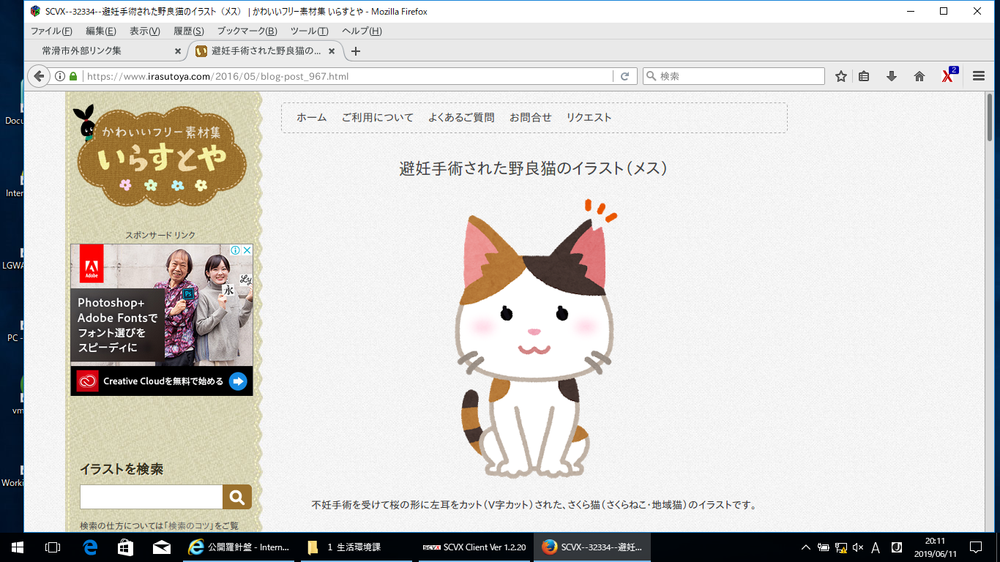 SCVX--32334--避妊手術された野良猫のイラスト（メス） | かわいいフリー素材集 いらすとや - Mozilla Firefox
ファイル(F) 編集(E) 表示(V) 履歴(S) ブックマーク(B) ツール(T) ヘルプ(H)
常滑市外部リンク集
避妊手術された野良猫の...
https://www.irasutoya.com/2016/05/blog-post_967.html
検索
2
かわいいフリー素材集
いらすとや
ホーム ご利用について よくあるご質問 お問合せ リクエスト
避妊手術された野良猫のイラスト（メス）
スポンサード リンク
Adobe
Ps
永
Ly
Photoshop+
Adobe Fontsで
フォント選びを
スピーディに
Creative Cloudを無料で始める
イラストを検索
検索の仕方については「検索のコツ」をご覧
不妊手術を受けて桜の形に左耳をカット（V字カット）された、さくら猫（さくらねこ・地域猫）のイラストです。
Docu
Inter
LGWA
PC -
vm
Worki
公開羅針盤 - Intern...
1 生活環境課
SCVX SCVX Client Ver 1.2.20
SCVX--32334--避妊...
A
20:11
2019/06/11